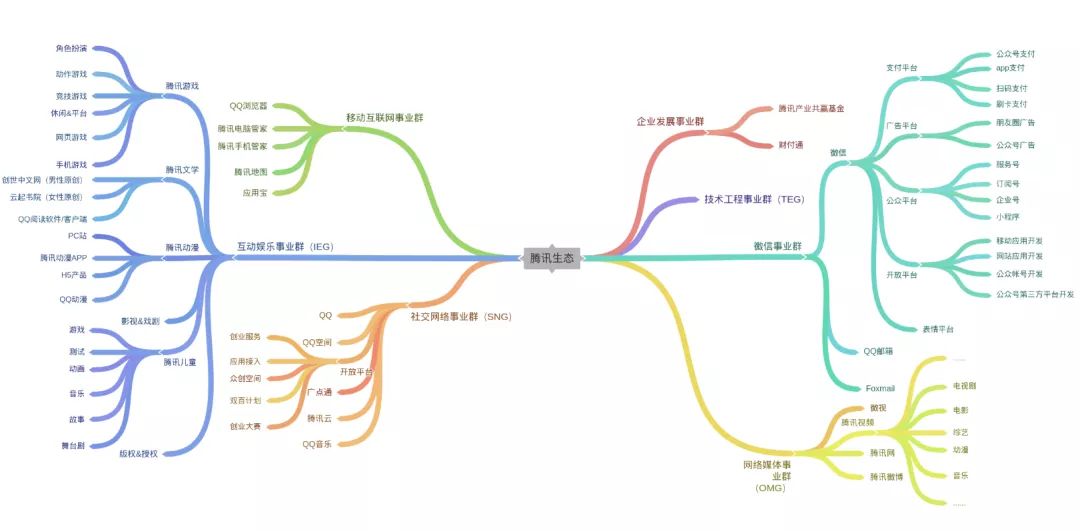 腾讯生态
移动互联网事业群
QQ浏览器
腾讯电脑管家
腾讯手机管家
腾讯地图
应用宝
互动娱乐事业群（IEG）
腾讯游戏
角色扮演
动作游戏
竞技游戏
休闲&平台
网页游戏
手机游戏
腾讯文学
创世中文网（男性原创）
云起书院（女性原创）
QQ阅读软件/客户端
腾讯动漫
PC站
腾讯动漫APP
H5产品
QQ动漫
影视&戏剧
腾讯儿童
游戏
测试
动画
音乐
故事
舞台剧
版权&授权
社交网络事业群（SNG）
QQ
QQ空间
开放平台
创业服务
应用接入
众创空间
双百计划
创业大赛
广点通
腾讯云
QQ音乐
企业发展事业群
腾讯产业共赢基金
财付通
技术工程事业群（TEG）
微信事业群
微信
支付平台
公众号支付
app支付
扫码支付
刷卡支付
广告平台
朋友圈广告
公众号广告
公众平台
服务号
订阅号
企业号
小程序
开放平台
移动应用开发
网站应用开发
公众帐号开发
公众号第三方平台开发
表情平台
QQ邮箱
Foxmail
网络媒体事
业群
（OMG）
微视
腾讯视频
......
电视剧
电影
综艺
动漫
音乐
......
腾讯网
腾讯微博